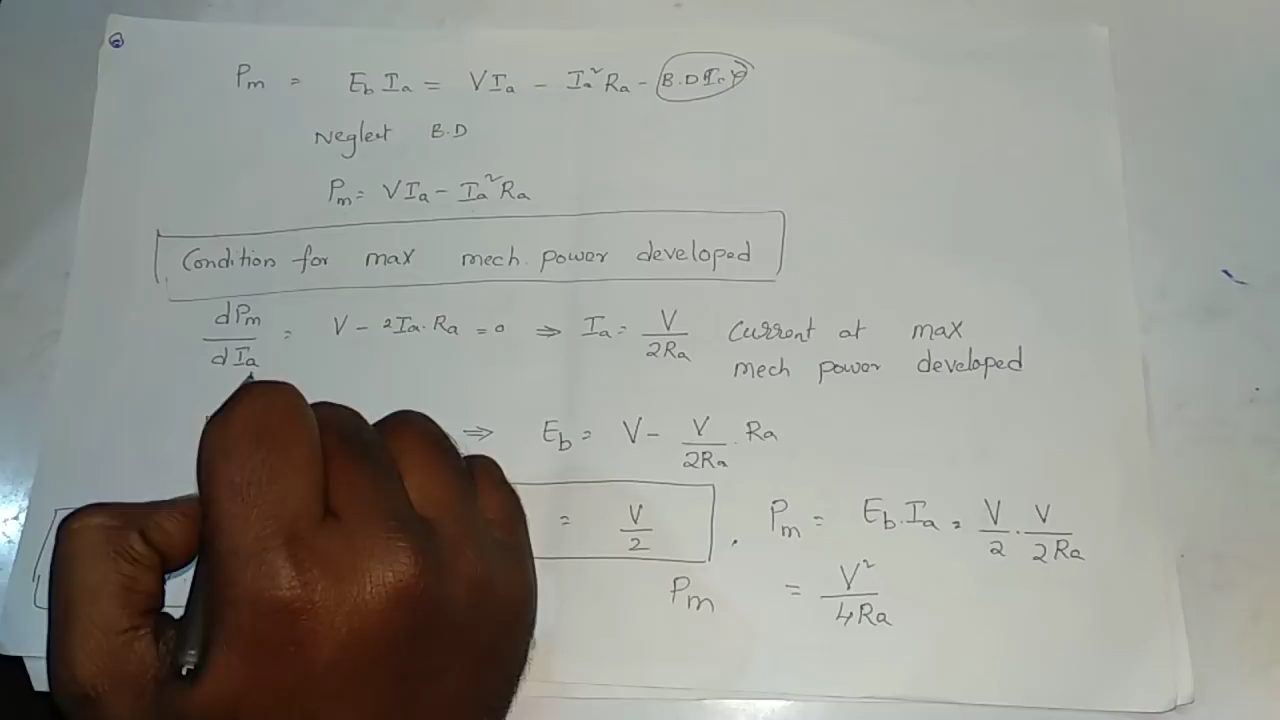 2
Pm = Eb Ia = V Ia - Ia² Ra -
Neglect B.D
Pm = V Ia - Ia² Ra
Condition for max mech. power developed
dPm/dIa = V - 2Ia. Ra = 0 ⇒ Ia = V/2Ra Current at max
mech power developed
⇒ Eb = V - V/2Ra . Ra
= V/2 , Pm = Eb.Ia = V/2 . V/2Ra
Pm = V²/4Ra